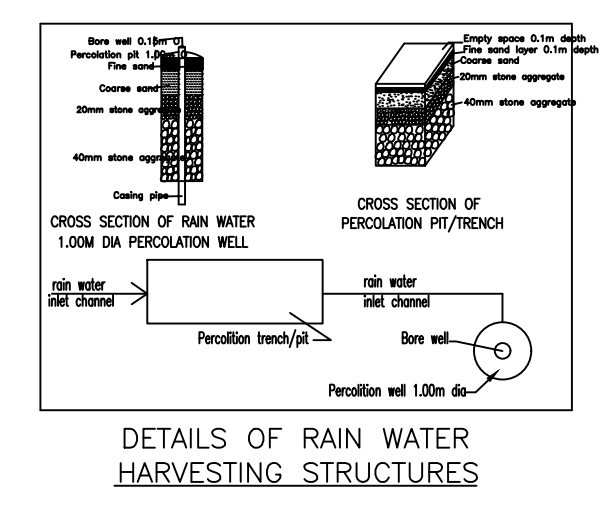 Bore well 0.15m
Percolation pit 1.00m
Fine sand
Coarse sand
20mm stone aggregate
40mm stone aggregate
Casing pipe
CROSS SECTION OF RAIN WATER
1.00M DIA PERCOLATION WELL
Empty space 0.1m depth
Fine sand layer 0.1m depth
Coarse sand
20mm stone aggregate
40mm stone aggregate
CROSS SECTION OF
PERCOLATION PIT/TRENCH
rain water
inlet channel
Percolition trench/pit
rain water
inlet channel
Bore well
Percolition well 1.00m dia
DETAILS OF RAIN WATER
HARVESTING STRUCTURES